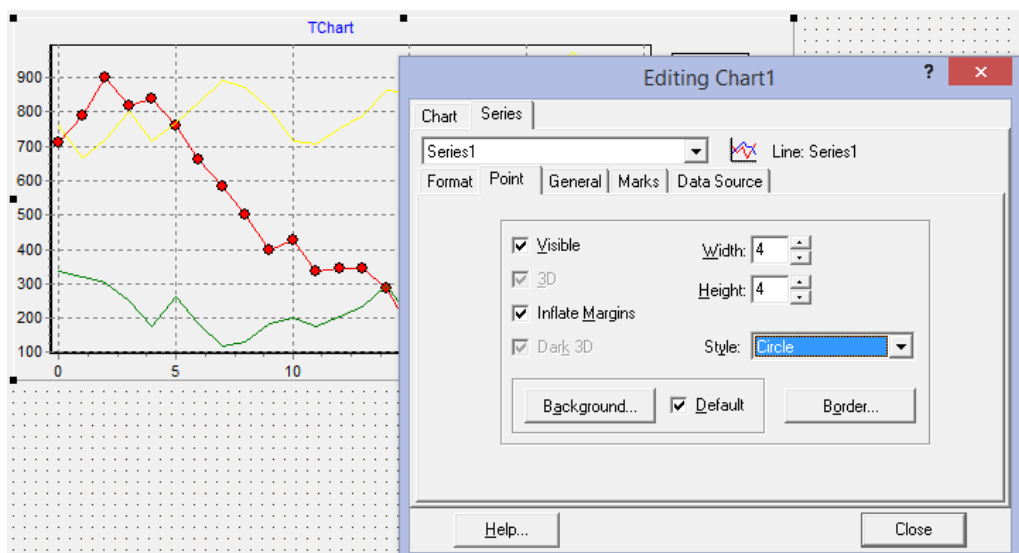 TChart
900
800
700
600
500
400
300
200
100
0 5 10
Editing Chart1 ? ×
Chart Series
Series1 Line: Series1
Format Point General Marks Data Source
Visible Width: 4
3D Height: 4
Inflate Margins
Dark 3D Style: Circle
Background... Default Border...
Help... Close